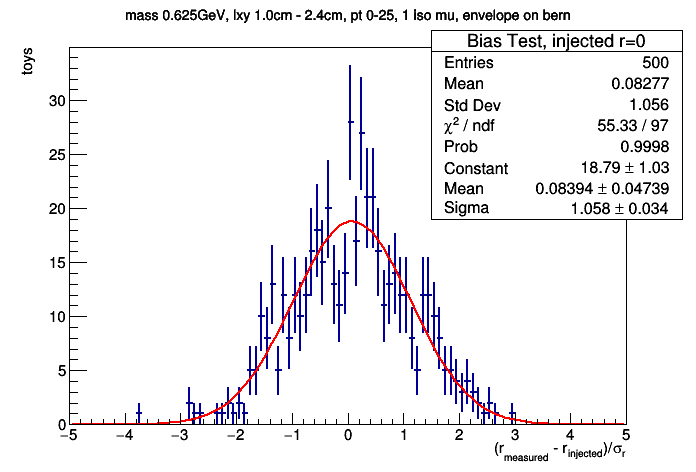 mass 0.625GeV, lxy 1.0cm - 2.4cm, pt 0-25, 1 Iso mu, envelope on bern
Bias Test, injected r=0
Entries 500
Mean 0.08277
Std Dev 1.056
χ² / ndf 55.33 / 97
Prob 0.9998
Constant 18.79 ± 1.03
Mean 0.08394 ± 0.04739
Sigma 1.058 ± 0.034
toys
30
25
20
15
10
5
0
−5 −4 −3 −2 −1 0 1 2 3 4 5
(r_measured - r_injected)/σ_r